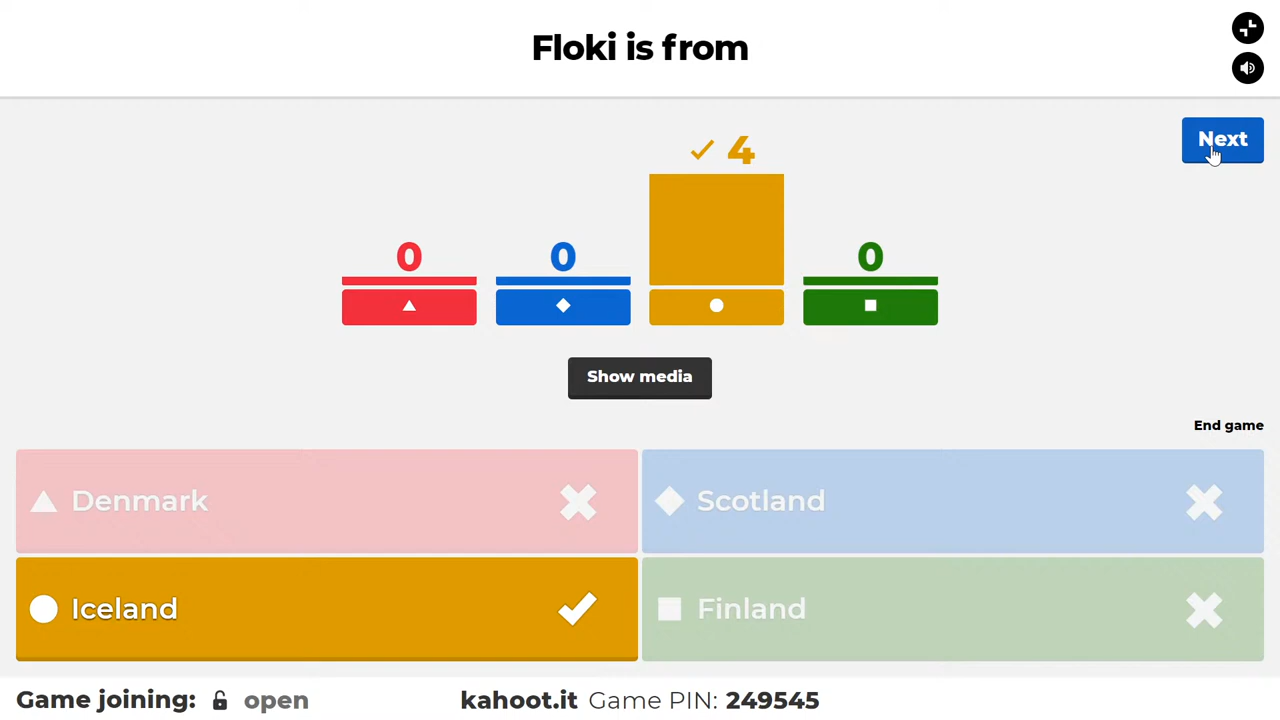 Floki is from
Next
4
0
0
0
Show media
End game
Denmark
Scotland
Iceland
Finland
Game joining: open
kahoot.it Game PIN: 249545